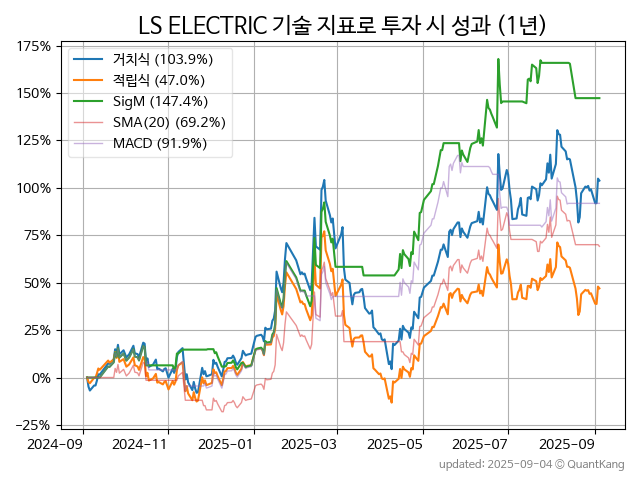 LS ELECTRIC 기술 지표로 투자 시 성과 (1년)
175%
150%
125%
100%
75%
50%
25%
0%
−25%
거치식 (103.9%)
적립식 (47.0%)
SigM (147.4%)
SMA(20) (69.2%)
MACD (91.9%)
2024-09
2024-11
2025-01
2025-03
2025-05
2025-07
2025-09
updated: 2025-09-04 © QuantKang